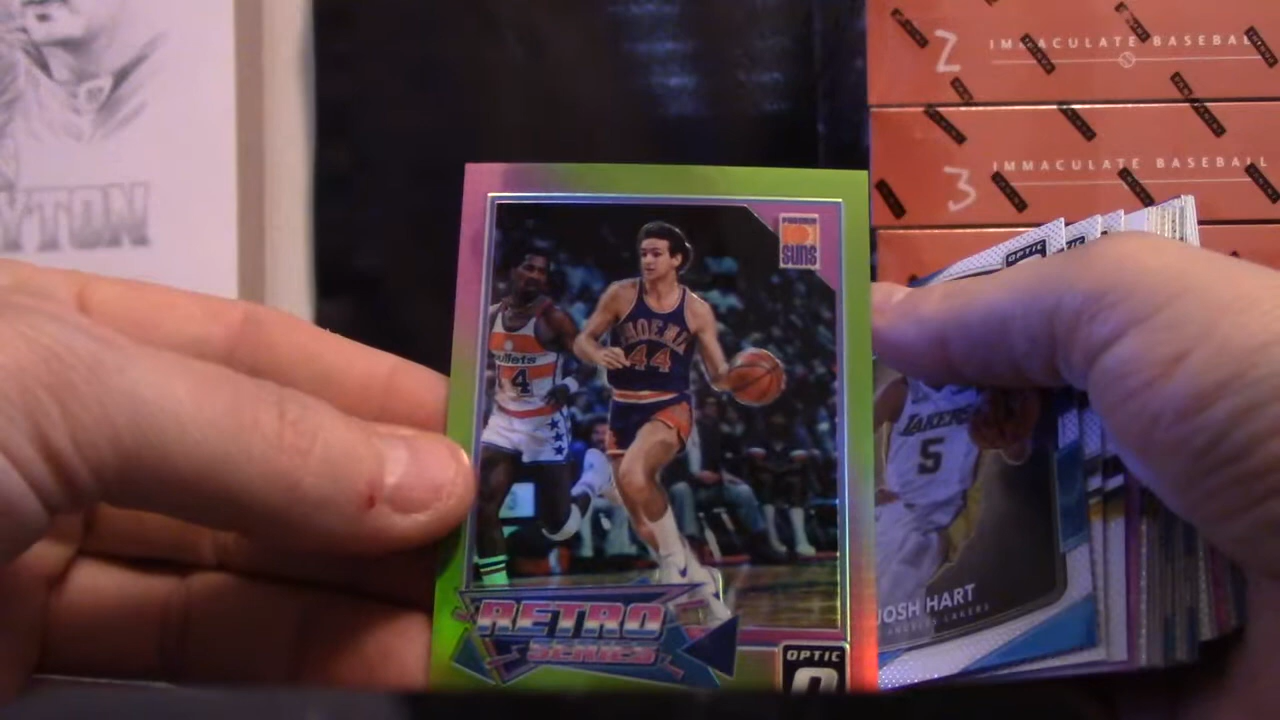 2 IMMACULATE BASEBALL
3 IMMACULATE BASEBALL
YTON
SUNS
OPTIC
PHOENIX
44
Bullets
4
LAKERS
5
JOSH HART
LOS ANGELES LAKERS
RETRO
SERIES
OPTIC